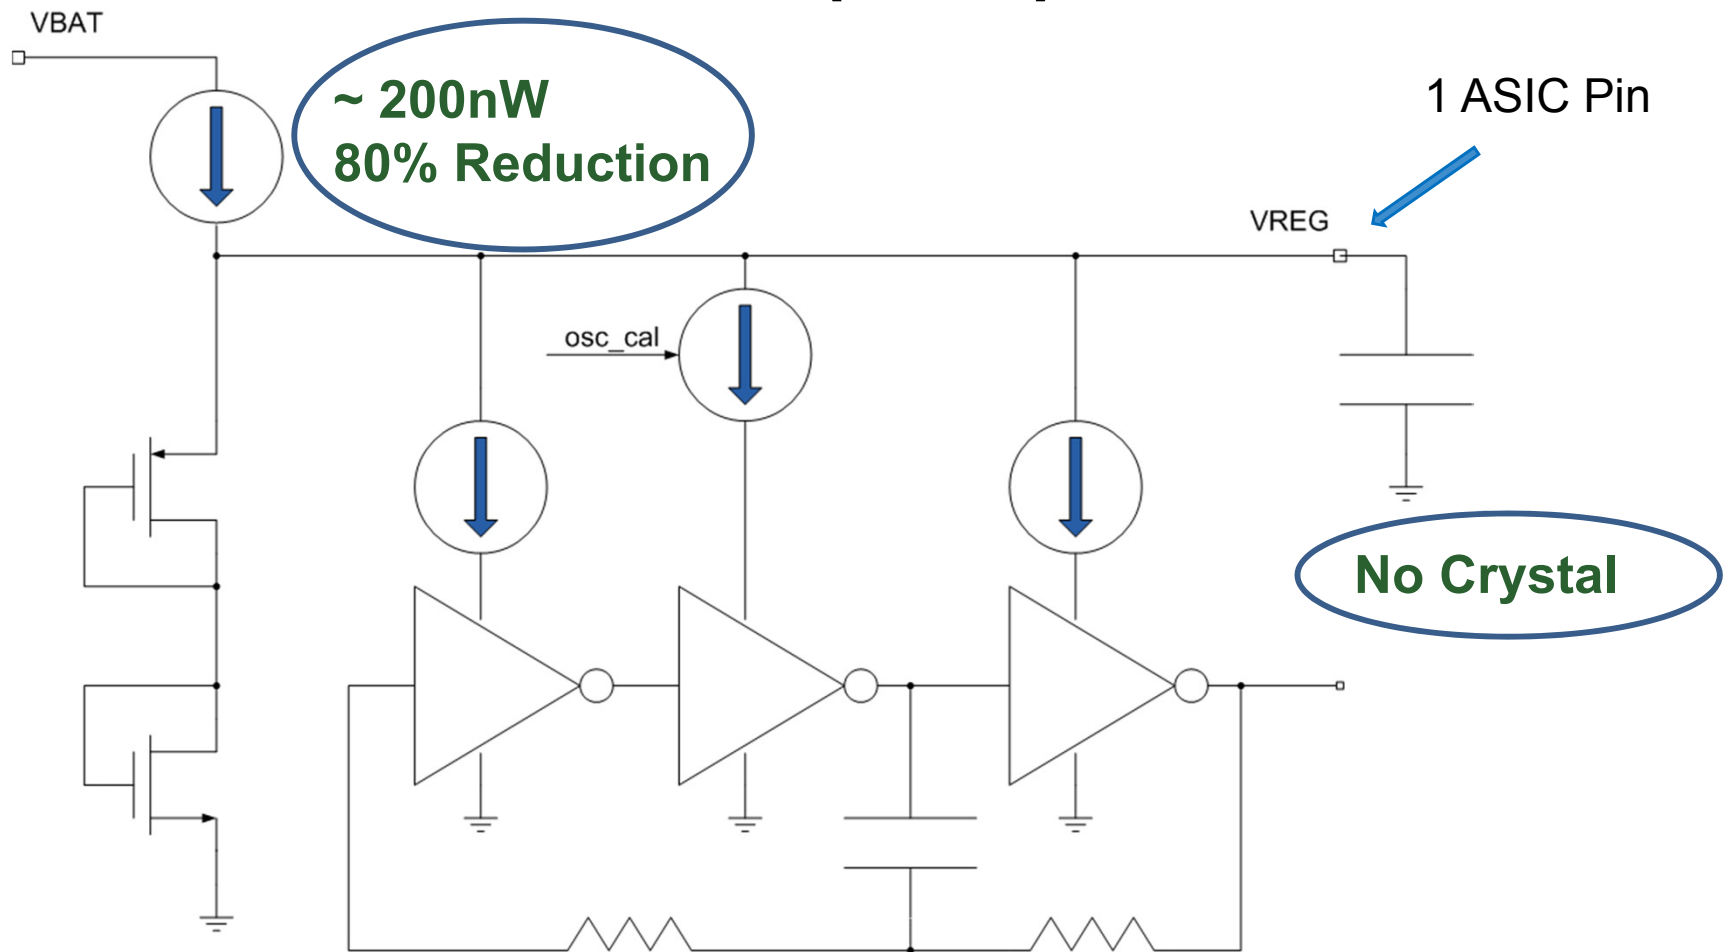 VBAT
~ 200nW
80% Reduction
1 ASIC Pin
VREG
osc_cal
No Crystal